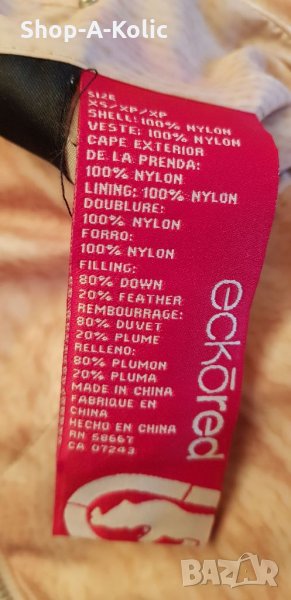 Shop-A-Kolic
SIZE
XS/XP/XP
SHELL: 100% NYLON
VESTE: 100% NYLON
CAPE EXTERIOR
DE LA PRENDA:
100% NYLON
LINING: 100% NYLON
DOUBLURE:
100% NYLON
FORRO:
100% NYLON
FILLING:
80% DOWN
20% FEATHER
REMBOURRAGE:
80% DUVET
20% PLUME
RELLENO:
80% PLUMON
20% PLUMA
MADE IN CHINA
FABRIQUE EN
CHINA
HECHO EN CHINA
RN 58667
CA 07243
eckōred
BAZAR